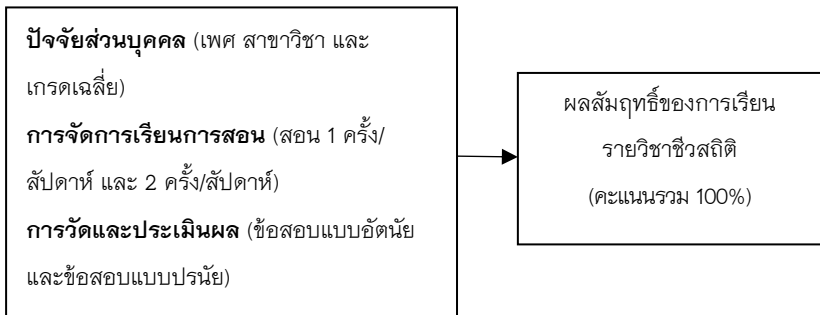 ปัจจัยส่วนบุคคล (เพศ สาขาวิชา และ
เกรดเฉลี่ย)
การจัดการเรียนการสอน (สอน 1 ครั้ง/
สัปดาห์ และ 2 ครั้ง/สัปดาห์)
การวัดและประเมินผล (ข้อสอบแบบอัตนัย
และข้อสอบแบบปรนัย)
ผลสัมฤทธิ์ของการเรียน
รายวิชาชีวสถิติ
(คะแนนรวม 100%)